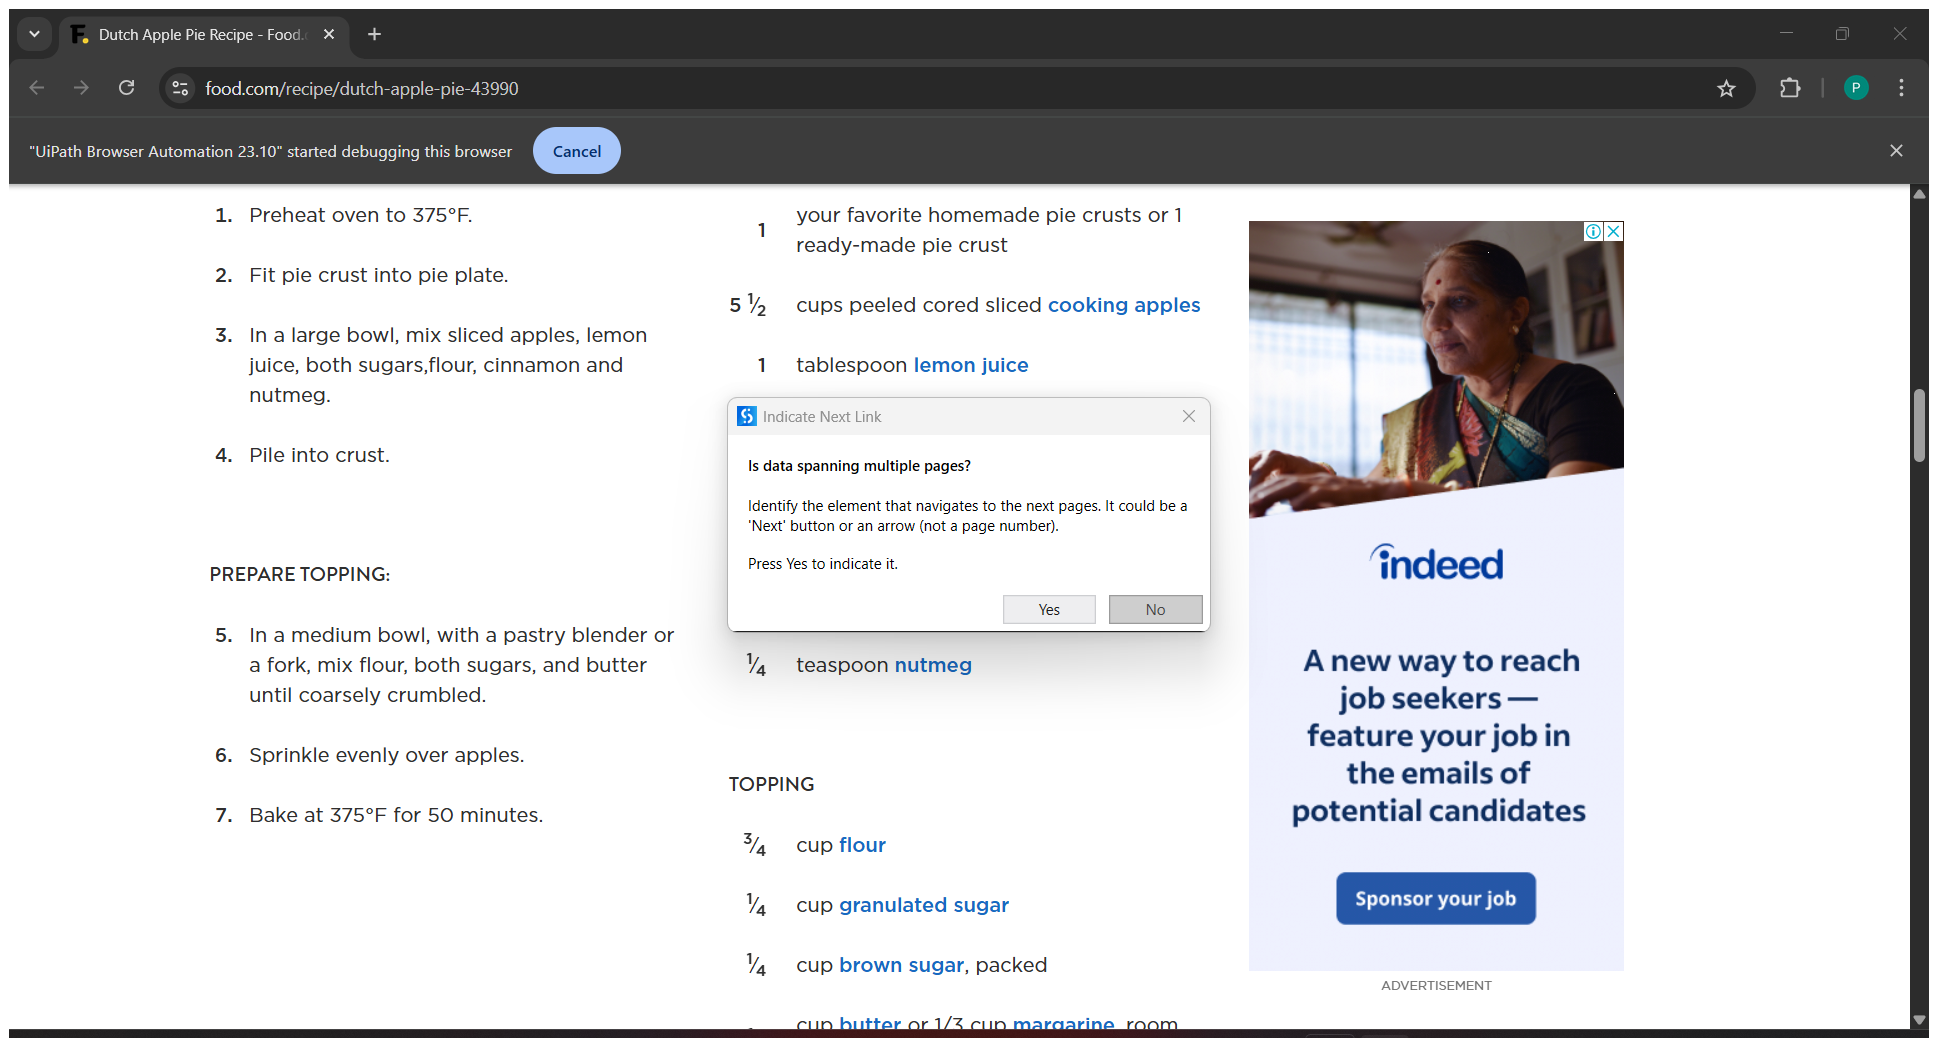 Dutch Apple Pie Recipe - Food.
food.com/recipe/dutch-apple-pie-43990
P
"UiPath Browser Automation 23.10" started debugging this browser
Cancel
1. Preheat oven to 375°F.
2. Fit pie crust into pie plate.
3. In a large bowl, mix sliced apples, lemon
juice, both sugars,flour, cinnamon and
nutmeg.
4. Pile into crust.
PREPARE TOPPING:
5. In a medium bowl, with a pastry blender or
a fork, mix flour, both sugars, and butter
until coarsely crumbled.
6. Sprinkle evenly over apples.
7. Bake at 375°F for 50 minutes.
1 your favorite homemade pie crusts or 1
ready-made pie crust
5 1/2 cups peeled cored sliced cooking apples
1 tablespoon lemon juice
Indicate Next Link
Is data spanning multiple pages?
Identify the element that navigates to the next pages. It could be a
'Next' button or an arrow (not a page number).
Press Yes to indicate it.
Yes
No
1/4 teaspoon nutmeg
TOPPING
3/4 cup flour
1/4 cup granulated sugar
1/4 cup brown sugar, packed
cup butter or 1/3 cup margarine, room
indeed
A new way to reach
job seekers —
feature your job in
the emails of
potential candidates
Sponsor your job
ADVERTISEMENT